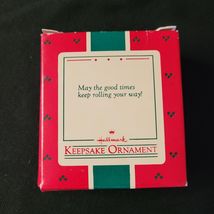 May the good times
keep rolling your way!
Hallmark
KEEPSAKE ORNAMENT